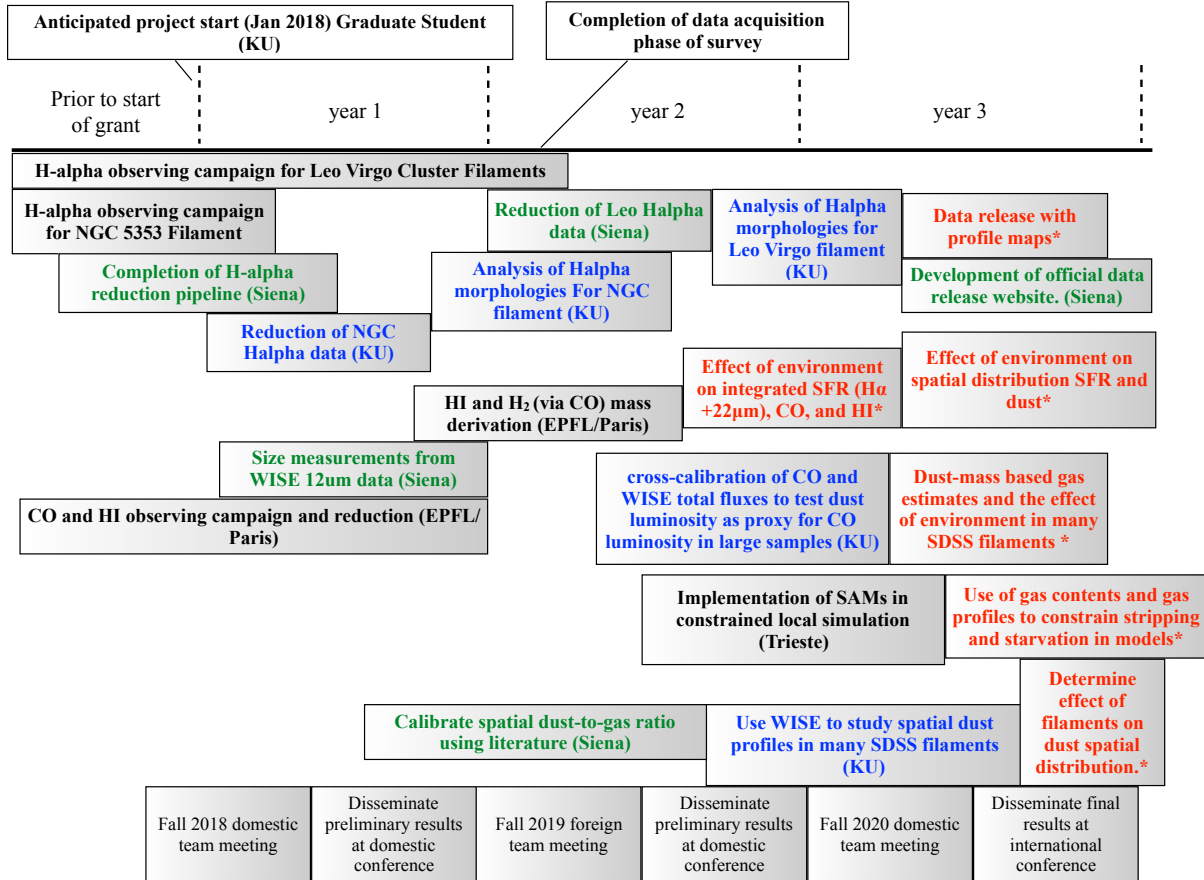 Anticipated project start (Jan 2018) Graduate Student
(KU)
Completion of data acquisition
phase of survey
Prior to start
of grant
year 1
year 2
year 3
H-alpha observing campaign for Leo Virgo Cluster Filaments
H-alpha observing campaign
for NGC 5353 Filament
Reduction of Leo Halpha
data (Siena)
Analysis of Halpha
morphologies for
Leo Virgo filament
(KU)
Data release with
profile maps*
Completion of H-alpha
reduction pipeline (Siena)
Analysis of Halpha
morphologies For NGC
filament (KU)
Development of official data
release website. (Siena)
Reduction of NGC
Halpha data (KU)
Effect of environment
on integrated SFR (Hα
+22μm), CO, and HI*
Effect of environment on
spatial distribution SFR and
dust*
HI and H₂ (via CO) mass
derivation (EPFL/Paris)
Size measurements from
WISE 12um data (Siena)
cross-calibration of CO and
WISE total fluxes to test dust
luminosity as proxy for CO
luminosity in large samples (KU)
Dust-mass based gas
estimates and the effect
of environment in many
SDSS filaments *
CO and HI observing campaign and reduction (EPFL/
Paris)
Implementation of SAMs in
constrained local simulation
(Trieste)
Use of gas contents and gas
profiles to constrain stripping
and starvation in models*
Calibrate spatial dust-to-gas ratio
using literature (Siena)
Use WISE to study spatial dust
profiles in many SDSS filaments
(KU)
Determine
effect of
filaments on
dust spatial
distribution.*
Fall 2018 domestic
team meeting
Disseminate
preliminary results
at domestic
conference
Fall 2019 foreign
team meeting
Disseminate
preliminary results
at domestic
conference
Fall 2020 domestic
team meeting
Disseminate final
results at
international
conference